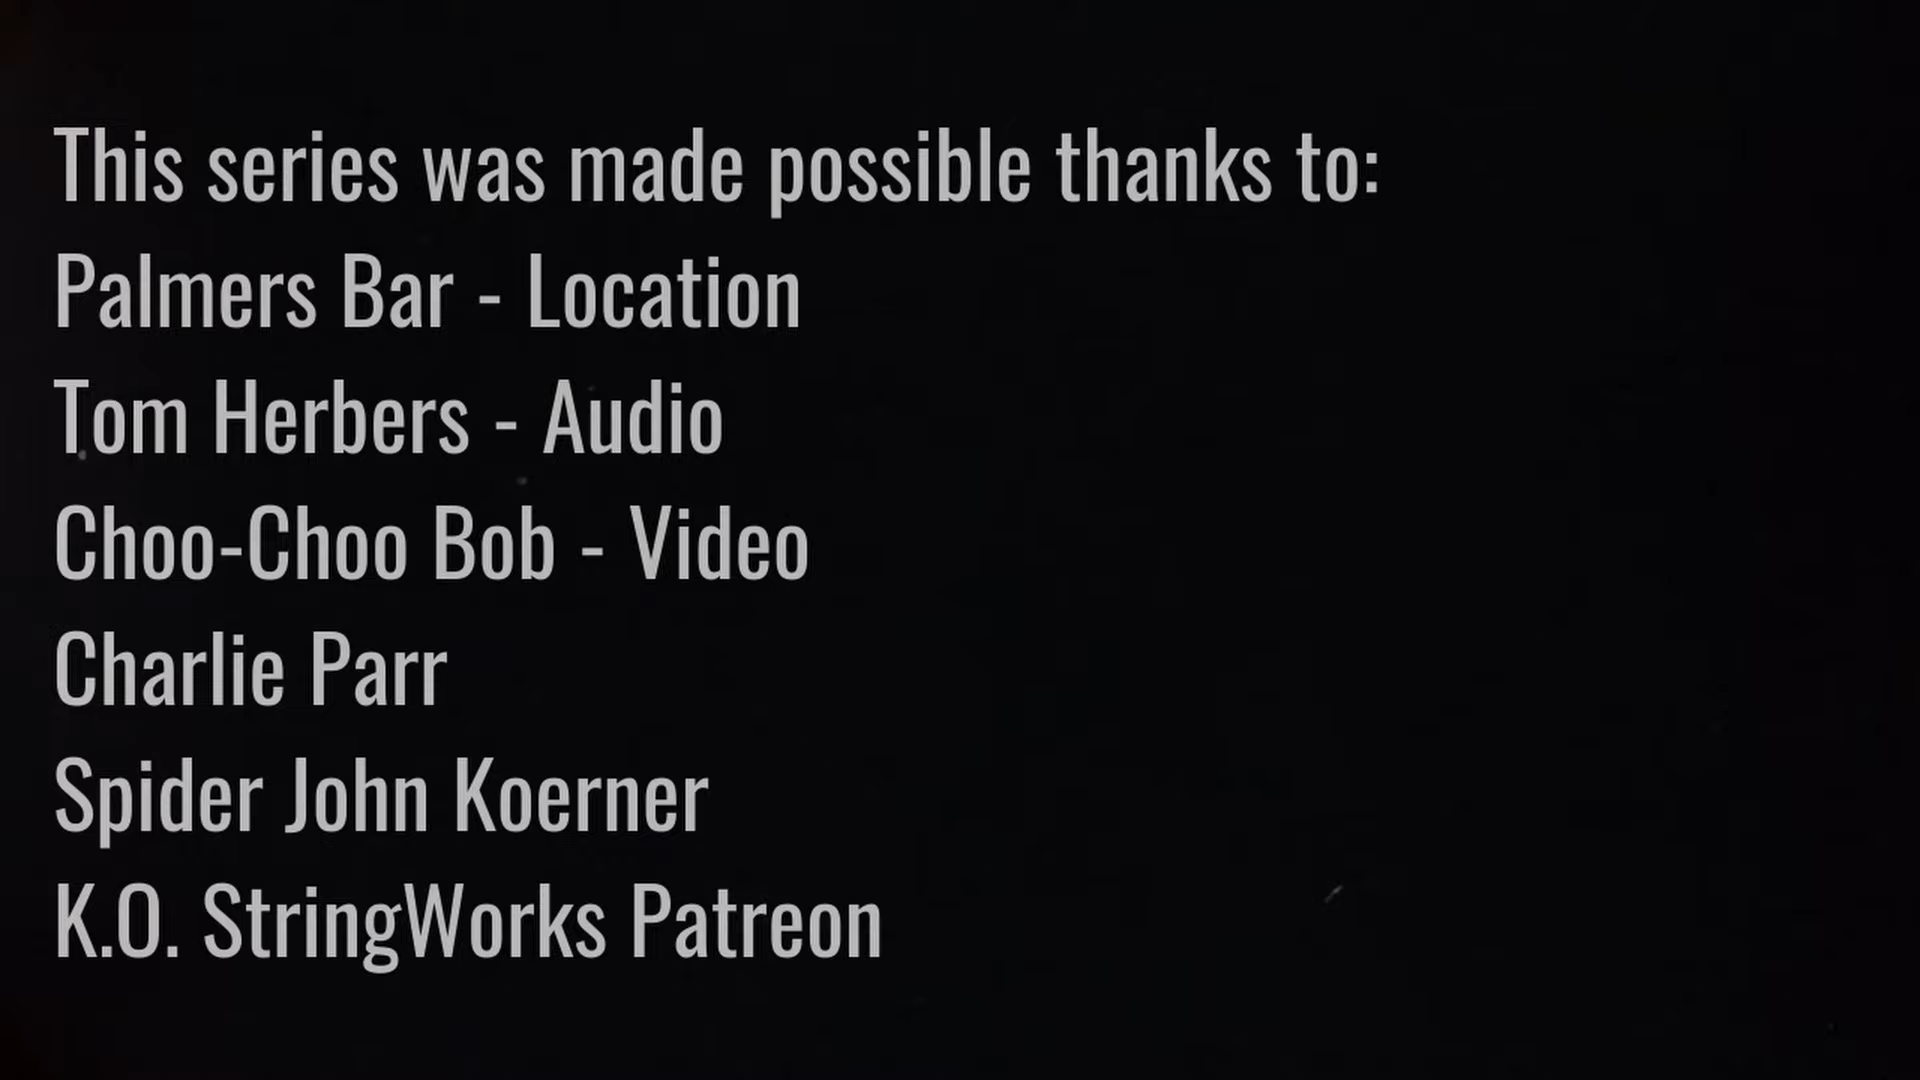 This series was made possible thanks to:
Palmers Bar - Location
Tom Herbers - Audio
Choo-Choo Bob - Video
Charlie Parr
Spider John Koerner
K.O. StringWorks Patreon